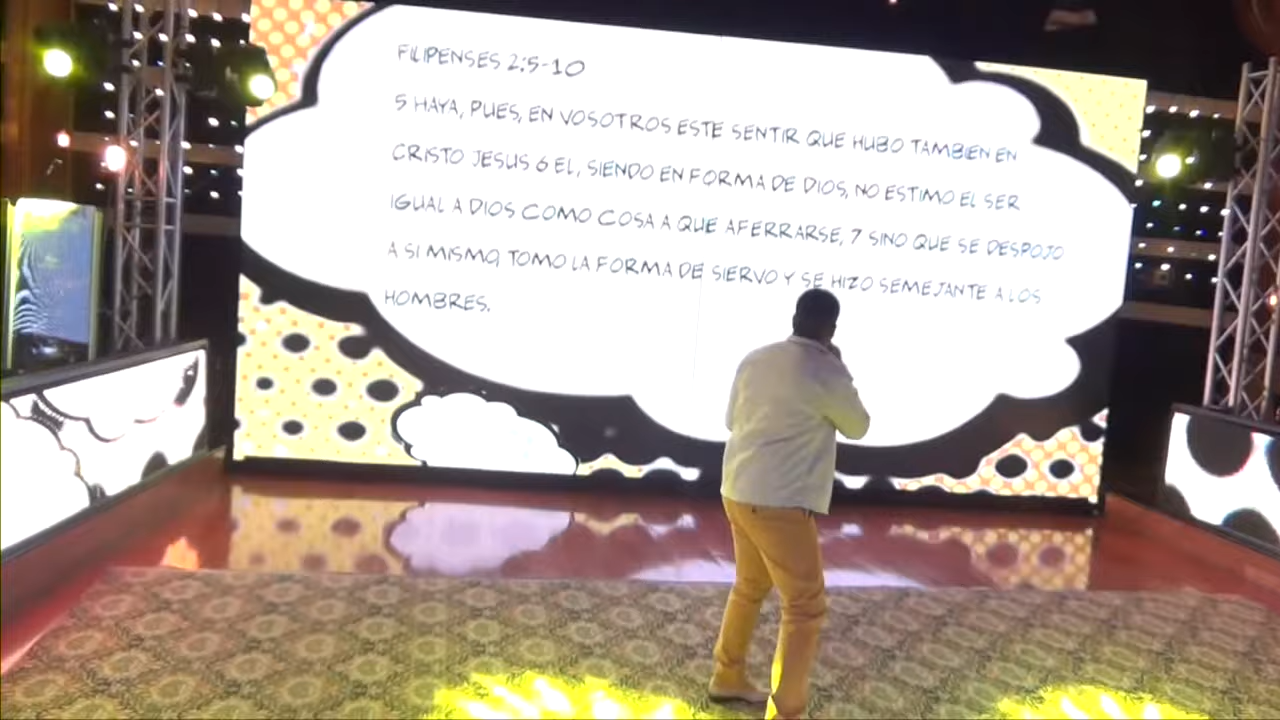 FILIPENSES 2:5-10
5 HAYA, PUES, EN VOSOTROS ESTE SENTIR QUE HUBO TAMBIEN EN
CRISTO JESUS 6 EL, SIENDO EN FORMA DE DIOS, NO ESTIMO EL SER
IGUAL A DIOS COMO COSA A QUE AFERRARSE, 7 SINO QUE SE DESPOJO
A SI MISMO, TOMO LA FORMA DE SIERVO Y SE HIZO SEMEJANTE A LOS
HOMBRES.